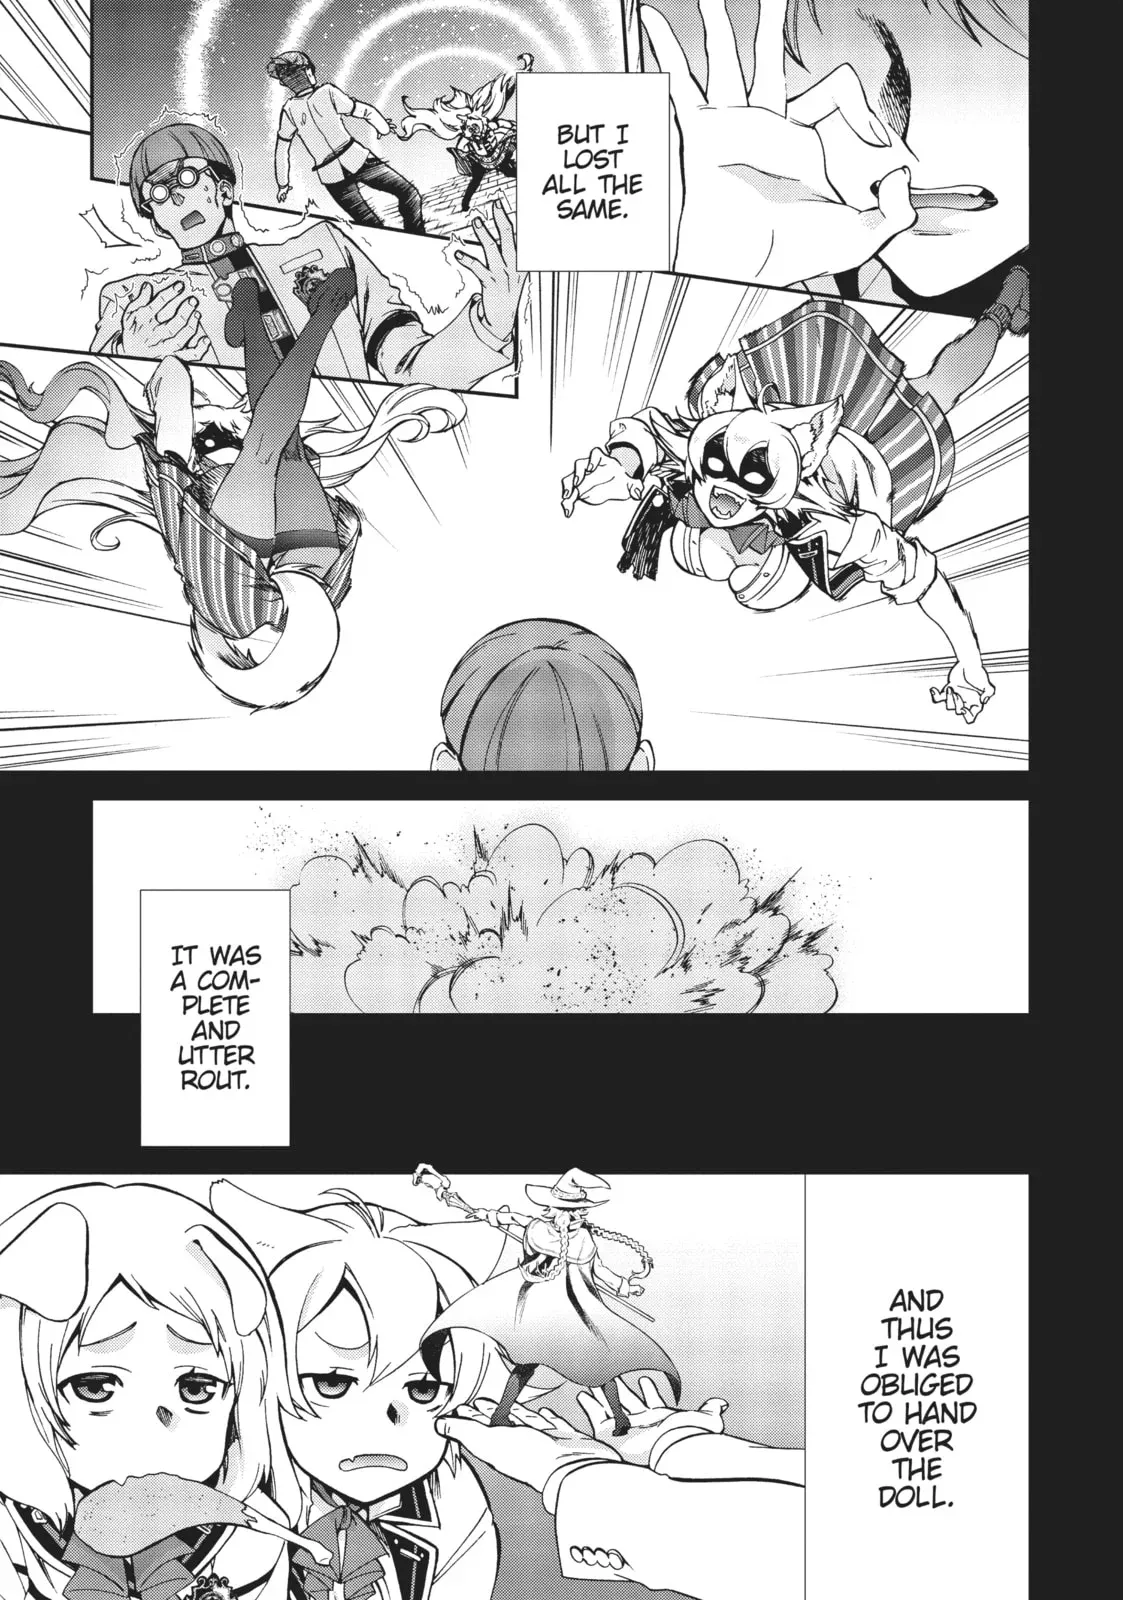 BUT I
LOST
ALL THE
SAME.
IT WAS
A COM-
PLETE
AND
UTTER
ROUT.
AND
THUS
I WAS
OBLIGED
TO HAND
OVER
THE
DOLL.